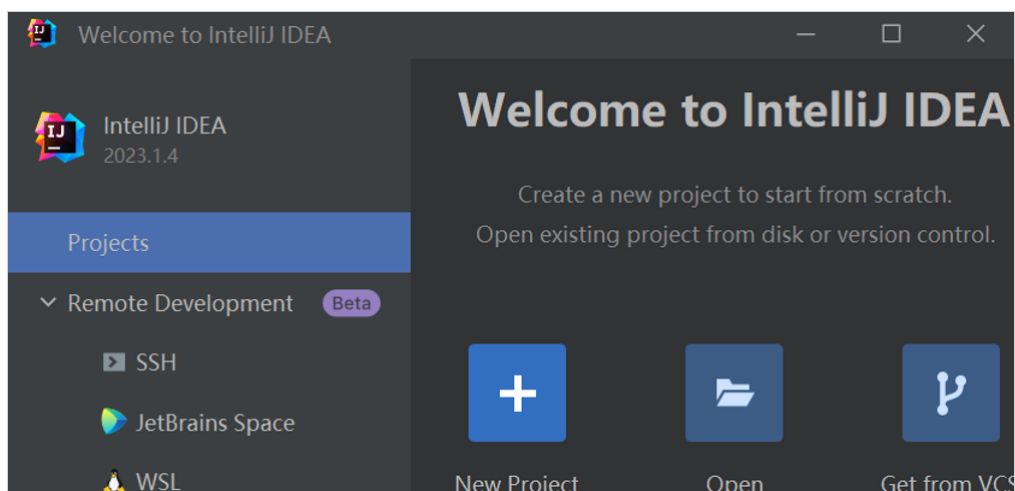 Welcome to IntelliJ IDEA
IntelliJ IDEA
2023.1.4
Projects
Remote Development Beta
SSH
JetBrains Space
WSL
Welcome to IntelliJ IDEA
Create a new project to start from scratch.
Open existing project from disk or version control.
New Project
Open
Get from VCS